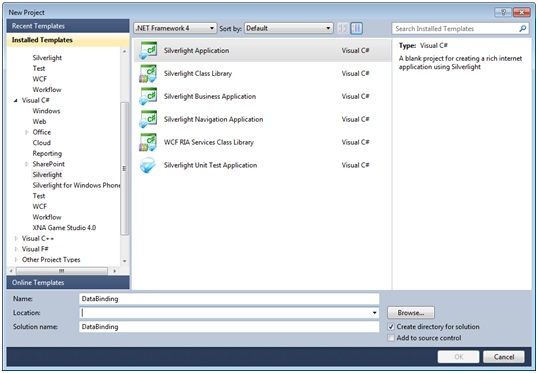 New Project
Recent Templates
Installed Templates
Silverlight
Test
WCF
Workflow
Visual C#
Windows
Web
Office
Cloud
Reporting
SharePoint
Silverlight
Silverlight for Windows Phone
Test
WCF
Workflow
XNA Game Studio 4.0
Visual C++
Visual F#
Other Project Types
Online Templates
.NET Framework 4 Sort by: Default
Silverlight Application Visual C#
Silverlight Class Library Visual C#
Silverlight Business Application Visual C#
Silverlight Navigation Application Visual C#
WCF RIA Services Class Library Visual C#
Silverlight Unit Test Application Visual C#
Search Installed Templates
Type: Visual C#
A blank project for creating a rich internet
application using Silverlight
Name: DataBinding
Location: Browse...
Solution name: DataBinding
Create directory for solution
Add to source control
OK Cancel